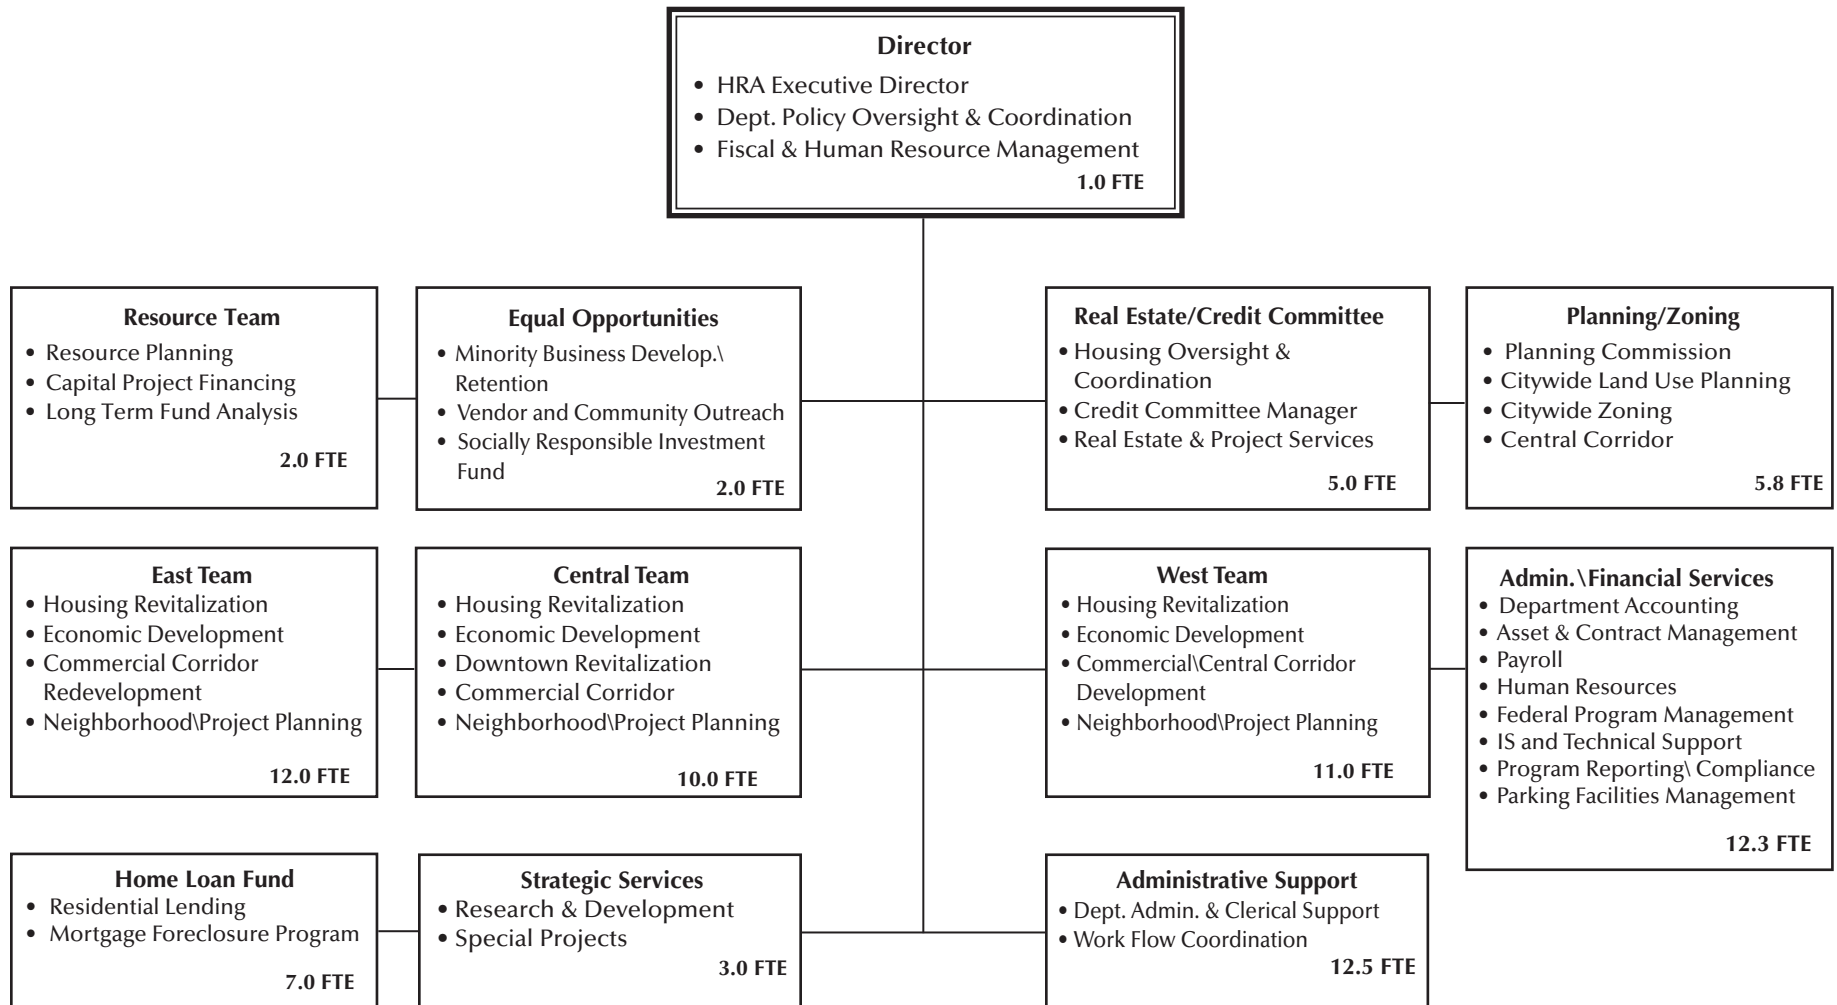 Director
• HRA Executive Director
• Dept. Policy Oversight & Coordination
• Fiscal & Human Resource Management
1.0 FTE
Resource Team
• Resource Planning
• Capital Project Financing
• Long Term Fund Analysis
2.0 FTE
Equal Opportunities
• Minority Business Develop.\
Retention
• Vendor and Community Outreach
• Socially Responsible Investment
Fund
2.0 FTE
Real Estate/Credit Committee
• Housing Oversight &
Coordination
• Credit Committee Manager
• Real Estate & Project Services
5.0 FTE
Planning/Zoning
• Planning Commission
• Citywide Land Use Planning
• Citywide Zoning
• Central Corridor
5.8 FTE
East Team
• Housing Revitalization
• Economic Development
• Commercial Corridor
Redevelopment
• Neighborhood\Project Planning
12.0 FTE
Central Team
• Housing Revitalization
• Economic Development
• Downtown Revitalization
• Commercial Corridor
• Neighborhood\Project Planning
10.0 FTE
West Team
• Housing Revitalization
• Economic Development
• Commercial\Central Corridor
Development
• Neighborhood\Project Planning
11.0 FTE
Admin.\Financial Services
• Department Accounting
• Asset & Contract Management
• Payroll
• Human Resources
• Federal Program Management
• IS and Technical Support
• Program Reporting\ Compliance
• Parking Facilities Management
12.3 FTE
Home Loan Fund
• Residential Lending
• Mortgage Foreclosure Program
7.0 FTE
Strategic Services
• Research & Development
• Special Projects
3.0 FTE
Administrative Support
• Dept. Admin. & Clerical Support
• Work Flow Coordination
12.5 FTE